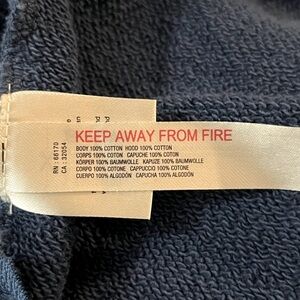 KEEP AWAY FROM FIRE
BODY 100% COTTON HOOD 100% COTTON
CORPS 100% COTON CAPUCHE 100% COTON
KÖRPER 100% BAUMWOLLE KAPUZE 100% BAUMWOLLE
CORPO 100% COTONE CAPPUCCIO 100% COTONE
CUERPO 100% ALGODÓN CAPUCHA 100% ALGODÓN
RN : 66170
CA : 32054